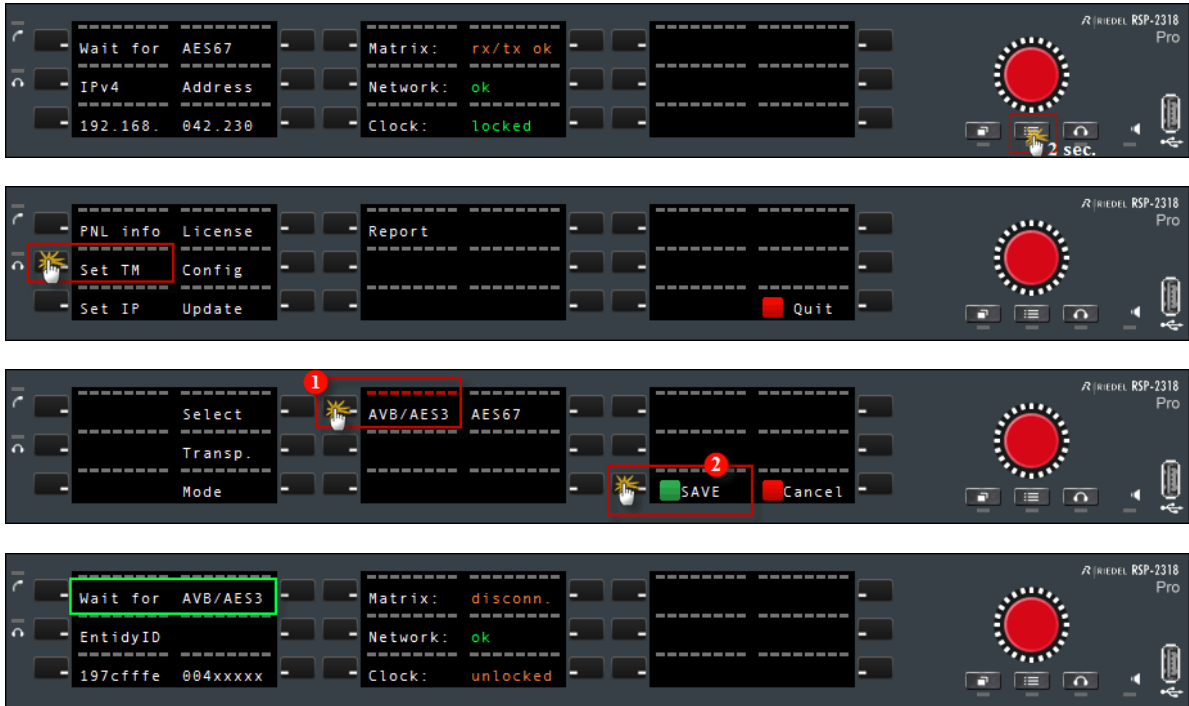 RIEDEL RSP-2318
Pro
Wait for AES67 Matrix: rx/tx ok
IPv4 Address Network: ok
192.168. 042.230 Clock: locked
2 sec.
RIEDEL RSP-2318
Pro
PNL info License Report
Set TM Config
Set IP Update Quit
RIEDEL RSP-2318
Pro
1
Select AVB/AES3 AES67
Transp.
2
Mode SAVE Cancel
RIEDEL RSP-2318
Pro
Wait for AVB/AES3 Matrix: disconn.
EntidyID Network: ok
197cfffe 004xxxxx Clock: unlocked